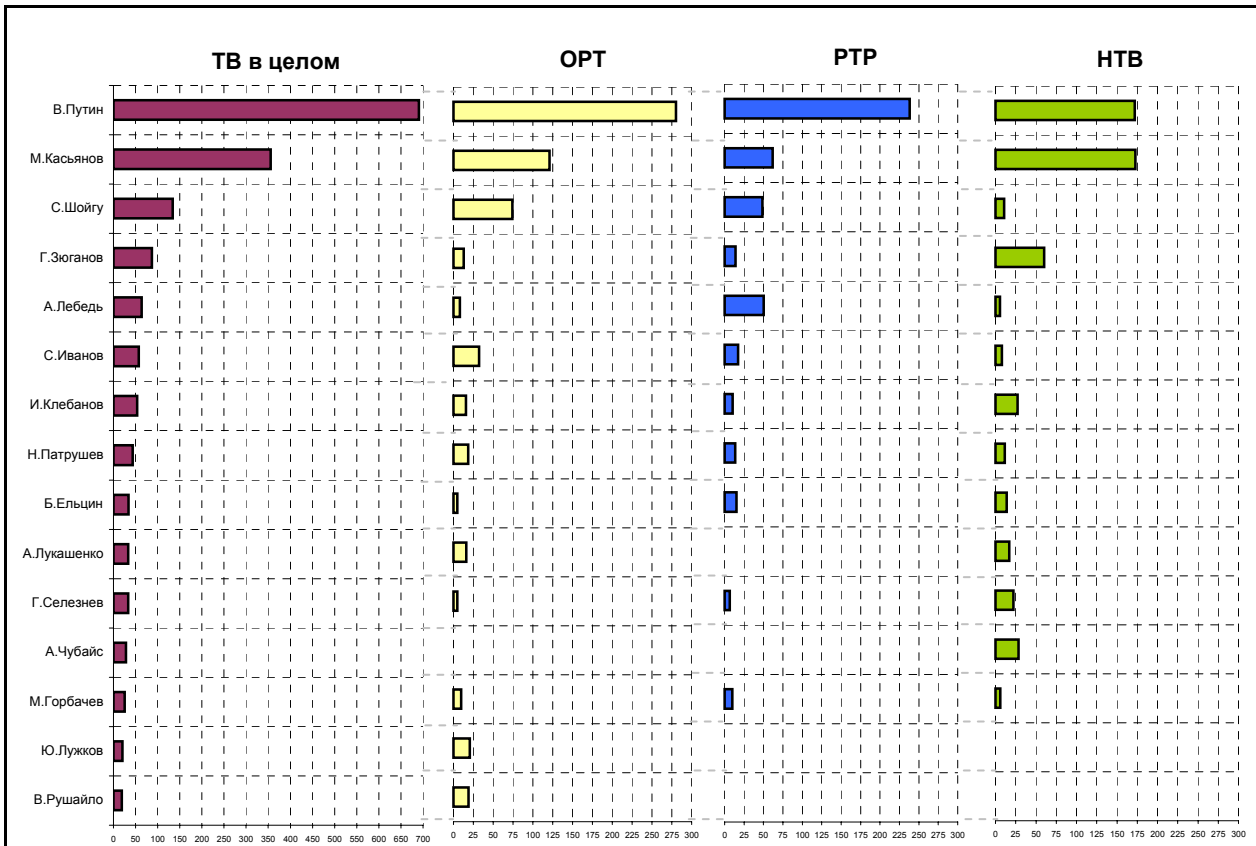 ТВ в целом ОРТ РТР НТВ
В.Путин
М.Касьянов
С.Шойгу
Г.Зюганов
А.Лебедь
С.Иванов
И.Клебанов
Н.Патрушев
Б.Ельцин
А.Лукашенко
Г.Селезнев
А.Чубайс
М.Горбачев
Ю.Лужков
В.Рушайло
0 50 100 150 200 250 300 350 400 450 500 550 600 650 700 0 25 50 75 100 125 150 175 200 225 250 275 300 0 25 50 75 100 125 150 175 200 225 250 275 300 0 25 50 75 100 125 150 175 200 225 250 275 300